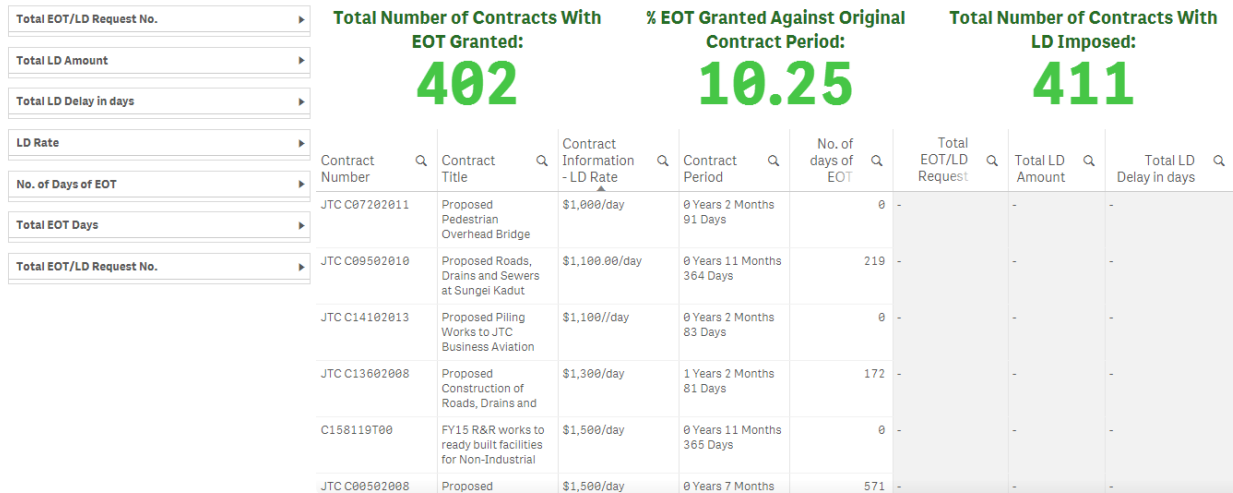 Total EOT/LD Request No.
Total LD Amount
Total LD Delay in days
LD Rate
No. of Days of EOT
Total EOT Days
Total EOT/LD Request No.
Total Number of Contracts With
EOT Granted:
402
% EOT Granted Against Original
Contract Period:
10.25
Total Number of Contracts With
LD Imposed:
411
Contract
Number
Contract
Title
Contract
Information
- LD Rate
Contract
Period
No. of
days of
EOT
Total
EOT/LD
Request
Total LD
Amount
Total LD
Delay in days
JTC C07202011
Proposed
Pedestrian
Overhead Bridge
$1,000/day
0 Years 2 Months
91 Days
0
-
-
-
JTC C09502010
Proposed Roads,
Drains and Sewers
at Sungei Kadut
$1,100.00/day
0 Years 11 Months
364 Days
219
-
-
-
JTC C14102013
Proposed Piling
Works to JTC
Business Aviation
$1,100//day
0 Years 2 Months
83 Days
0
-
-
-
JTC C13602008
Proposed
Construction of
Roads, Drains and
$1,300/day
1 Years 2 Months
81 Days
172
-
-
-
C158119T00
FY15 R&R works to
ready built facilities
for Non-Industrial
$1,500/day
0 Years 11 Months
365 Days
0
-
-
-
JTC C00502008
Proposed
$1,500/day
0 Years 7 Months
571
-
-
-